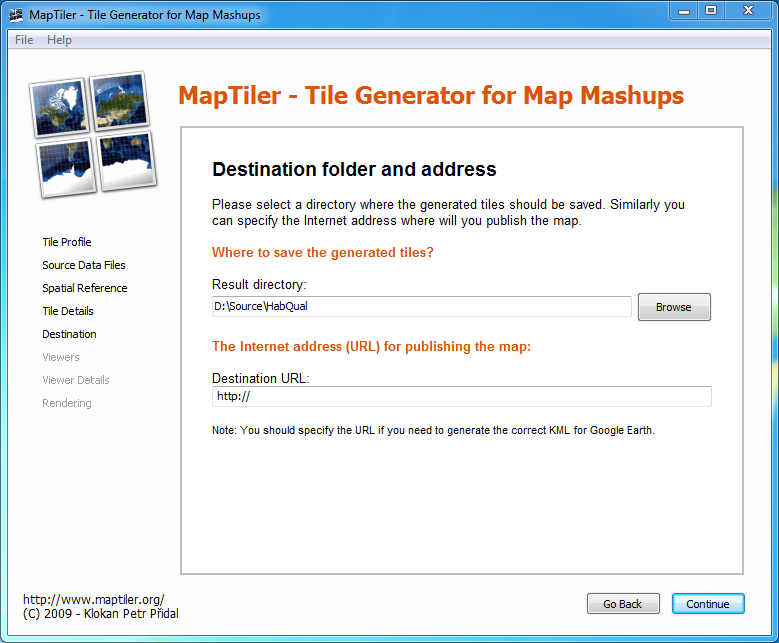 MapTiler - Tile Generator for Map Mashups
File Help
MapTiler - Tile Generator for Map Mashups
Destination folder and address
Please select a directory where the generated tiles should be saved. Similarly you
can specify the Internet address where will you publish the map.
Where to save the generated tiles?
Result directory:
D:\Source\HabQual
Browse
The Internet address (URL) for publishing the map:
Destination URL:
http://
Note: You should specify the URL if you need to generate the correct KML for Google Earth.
Tile Profile
Source Data Files
Spatial Reference
Tile Details
Destination
Viewers
Viewer Details
Rendering
http://www.maptiler.org/
(C) 2009 - Klokan Petr Přidal
Go Back
Continue